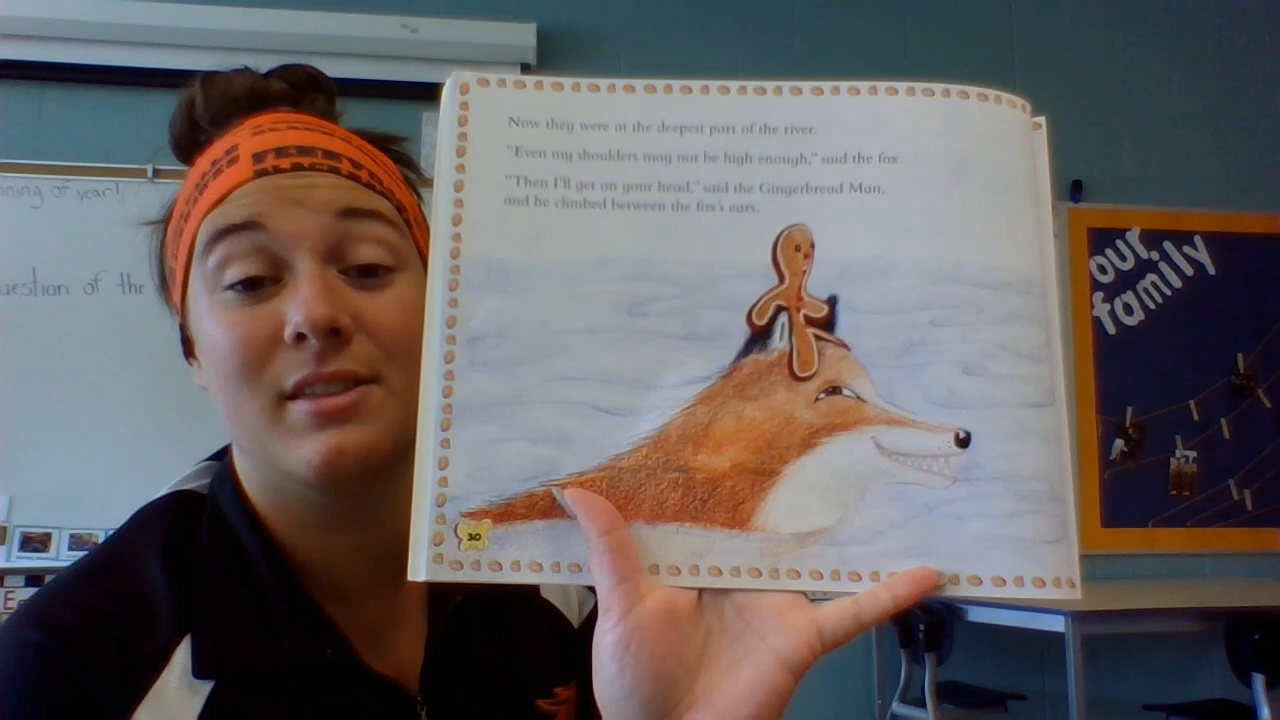 Now they were at the deepest part of the river.
"Even my shoulders may not be high enough," said the fox.
"Then I'll get on your head," said the Gingerbread Man,
and he climbed between the fox's ears.
30
our
family
of year!
of the